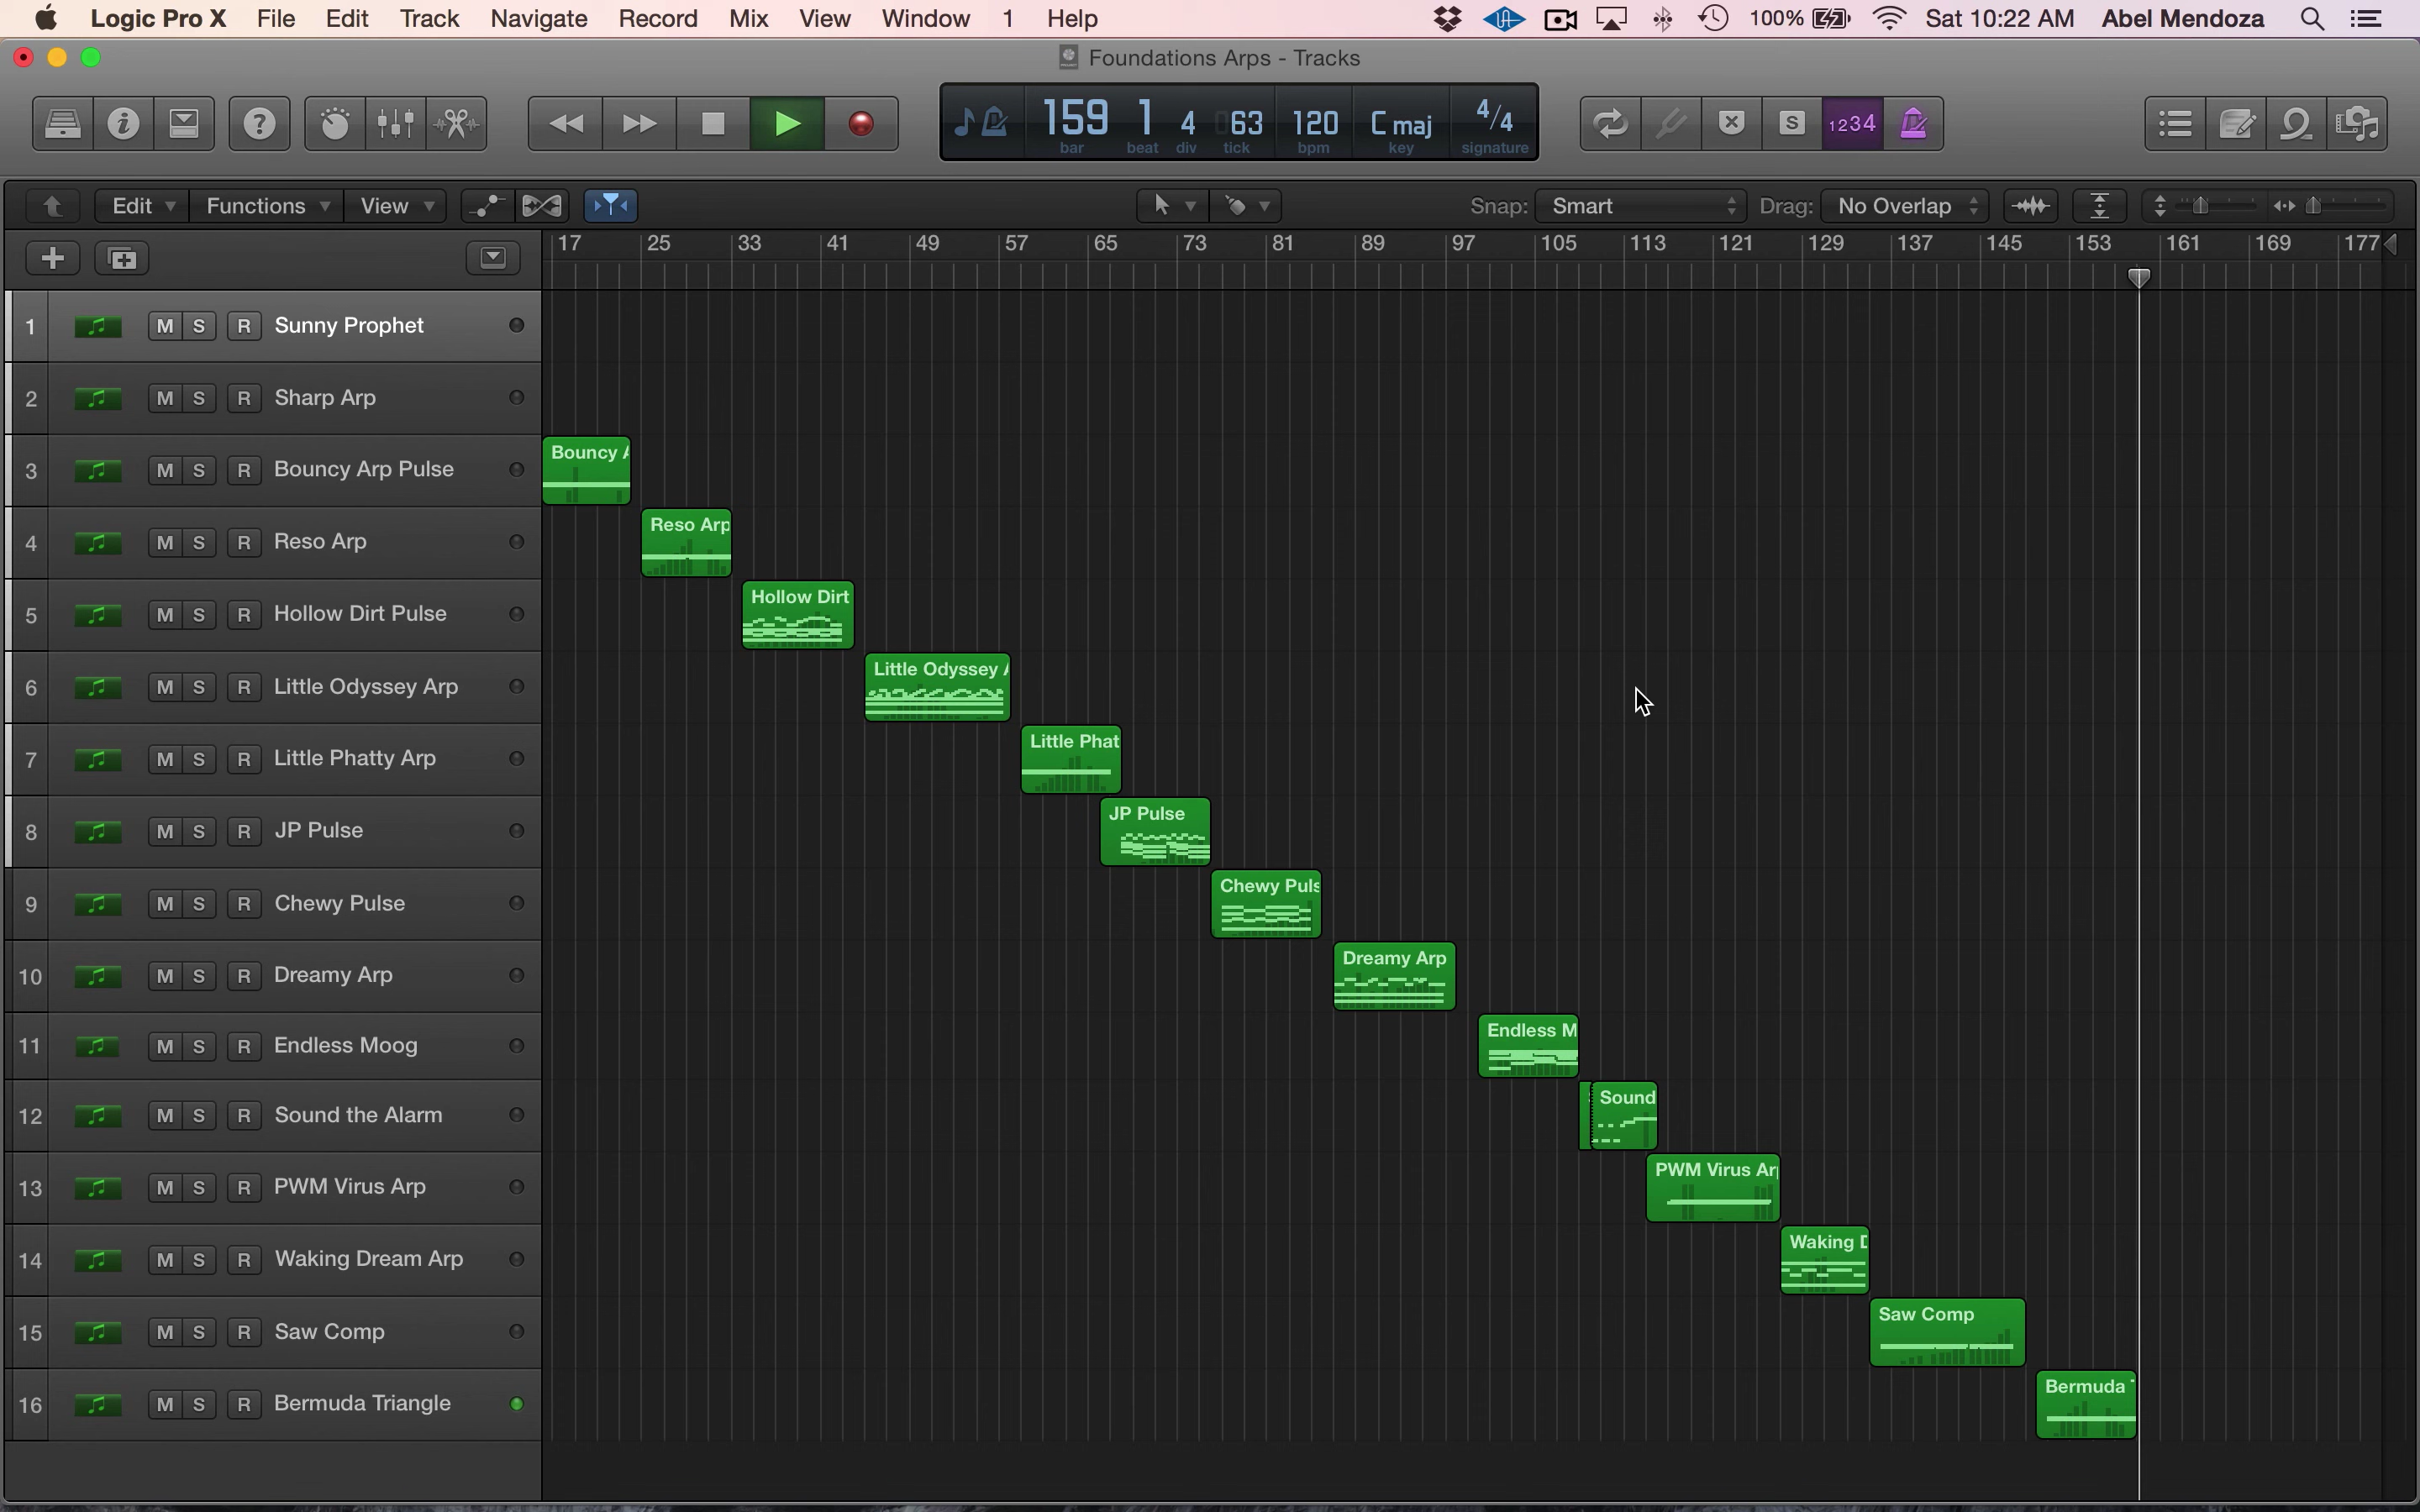 Logic Pro X File Edit Track Navigate Record Mix View Window 1 Help 100% Sat 10:22 AM Abel Mendoza
Foundations Arps - Tracks
159 1 4 063 120 C maj 4/4
bar beat div tick bpm key signature
S 1234
Edit Functions View Snap: Smart Drag: No Overlap
17 25 33 41 49 57 65 73 81 89 97 105 113 121 129 137 145 153 161 169 177
1 M S R Sunny Prophet
2 M S R Sharp Arp
3 M S R Bouncy Arp Pulse Bouncy A
4 M S R Reso Arp Reso Arp
5 M S R Hollow Dirt Pulse Hollow Dirt
6 M S R Little Odyssey Arp Little Odyssey A
7 M S R Little Phatty Arp Little Phat
8 M S R JP Pulse JP Pulse
9 M S R Chewy Pulse Chewy Puls
10 M S R Dreamy Arp Dreamy Arp
11 M S R Endless Moog Endless M
12 M S R Sound the Alarm Sound
13 M S R PWM Virus Arp PWM Virus Arp
14 M S R Waking Dream Arp Waking D
15 M S R Saw Comp Saw Comp
16 M S R Bermuda Triangle Bermuda